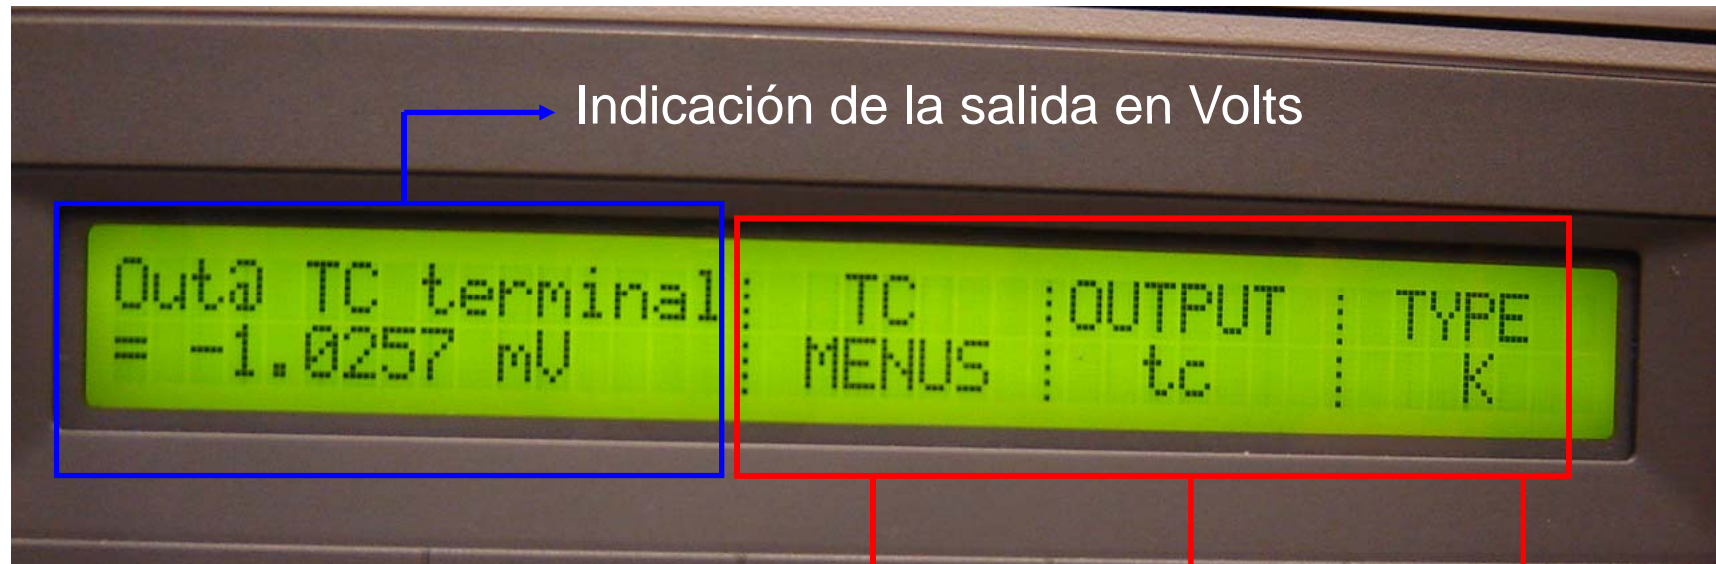 Indicación de la salida en Volts
Out@ TC terminal
= -1.0257 mV
TC
MENUS
OUTPUT
tc
TYPE
K